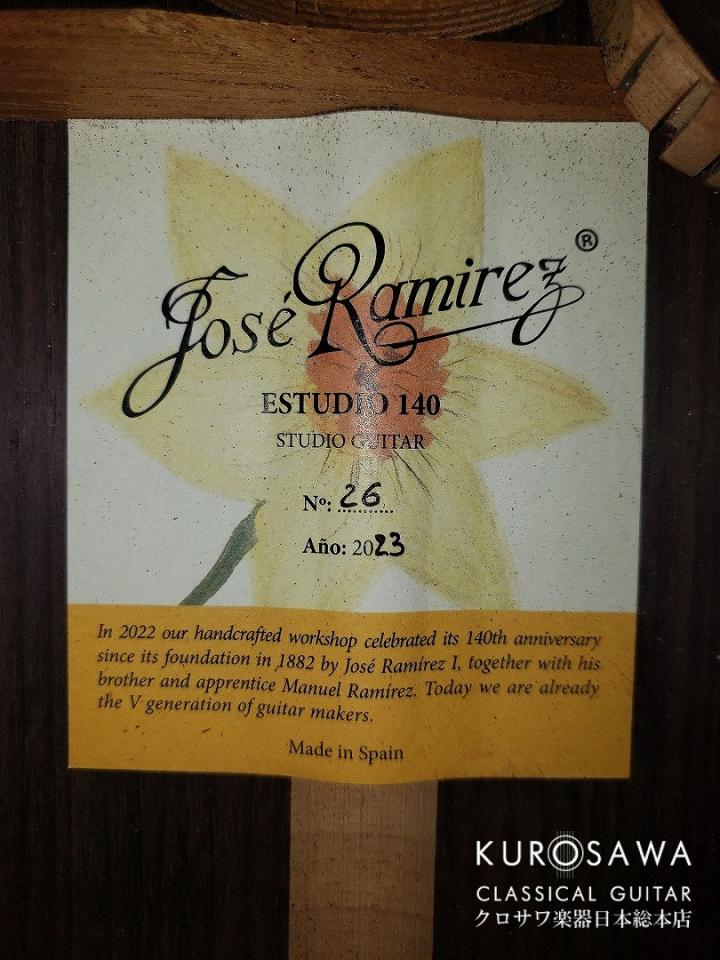 José Ramirez®
ESTUDIO 140
STUDIO GUITAR
Nº: 26
Año: 2023
In 2022 our handcrafted workshop celebrated its 140th anniversary
since its foundation in 1882 by José Ramírez I, together with his
brother and apprentice Manuel Ramírez. Today we are already
the V generation of guitar makers.
Made in Spain
KUROSAWA
CLASSICAL GUITAR
クロサワ楽器日本総本店